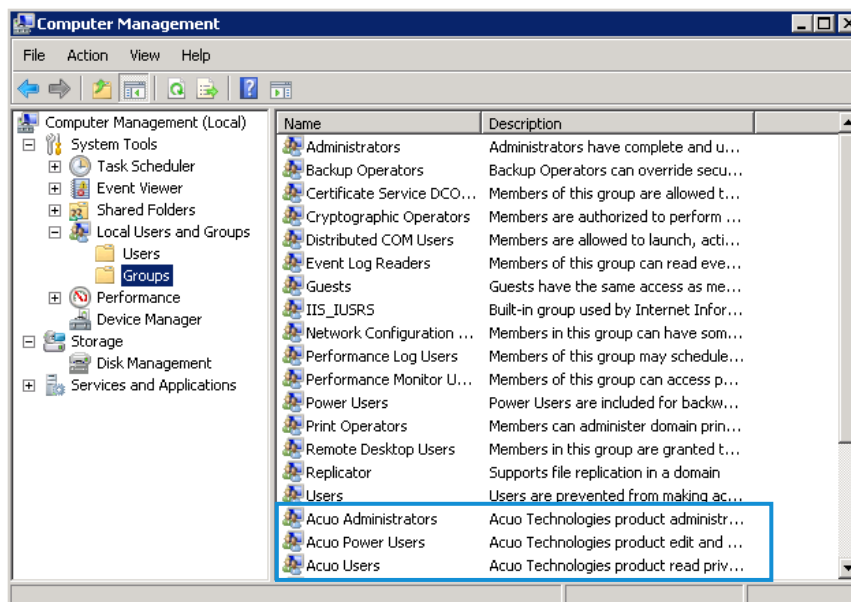 Computer Management
File Action View Help
Computer Management (Local)
System Tools
Task Scheduler
Event Viewer
Shared Folders
Local Users and Groups
Users
Groups
Performance
Device Manager
Storage
Disk Management
Services and Applications
Name Description
Administrators Administrators have complete and u...
Backup Operators Backup Operators can override secu...
Certificate Service DCO... Members of this group are allowed t...
Cryptographic Operators Members are authorized to perform ...
Distributed COM Users Members are allowed to launch, acti...
Event Log Readers Members of this group can read eve...
Guests Guests have the same access as me...
IIS_IUSRS Built-in group used by Internet Infor...
Network Configuration ... Members in this group can have som...
Performance Log Users Members of this group may schedule...
Performance Monitor U... Members of this group can access p...
Power Users Power Users are included for backw...
Print Operators Members can administer domain prin...
Remote Desktop Users Members in this group are granted t...
Replicator Supports file replication in a domain
Users Users are prevented from making ac...
Acuo Administrators Acuo Technologies product administr...
Acuo Power Users Acuo Technologies product edit and ...
Acuo Users Acuo Technologies product read priv...